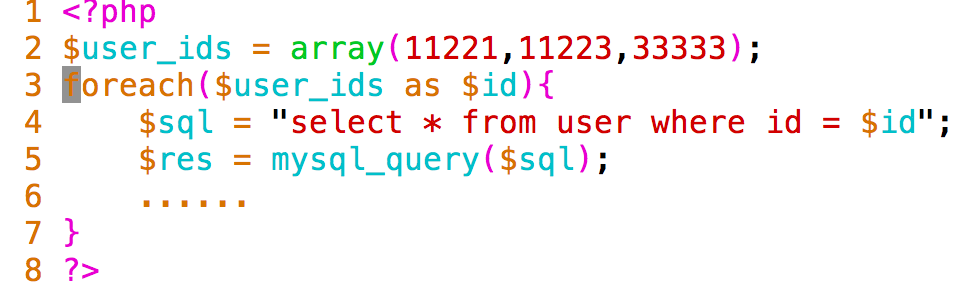 1 <?php
2 $user_ids = array(11221,11223,33333);
3 foreach($user_ids as $id){
4     $sql = "select * from user where id = $id";
5     $res = mysql_query($sql);
6     ......
7 }
8 ?>